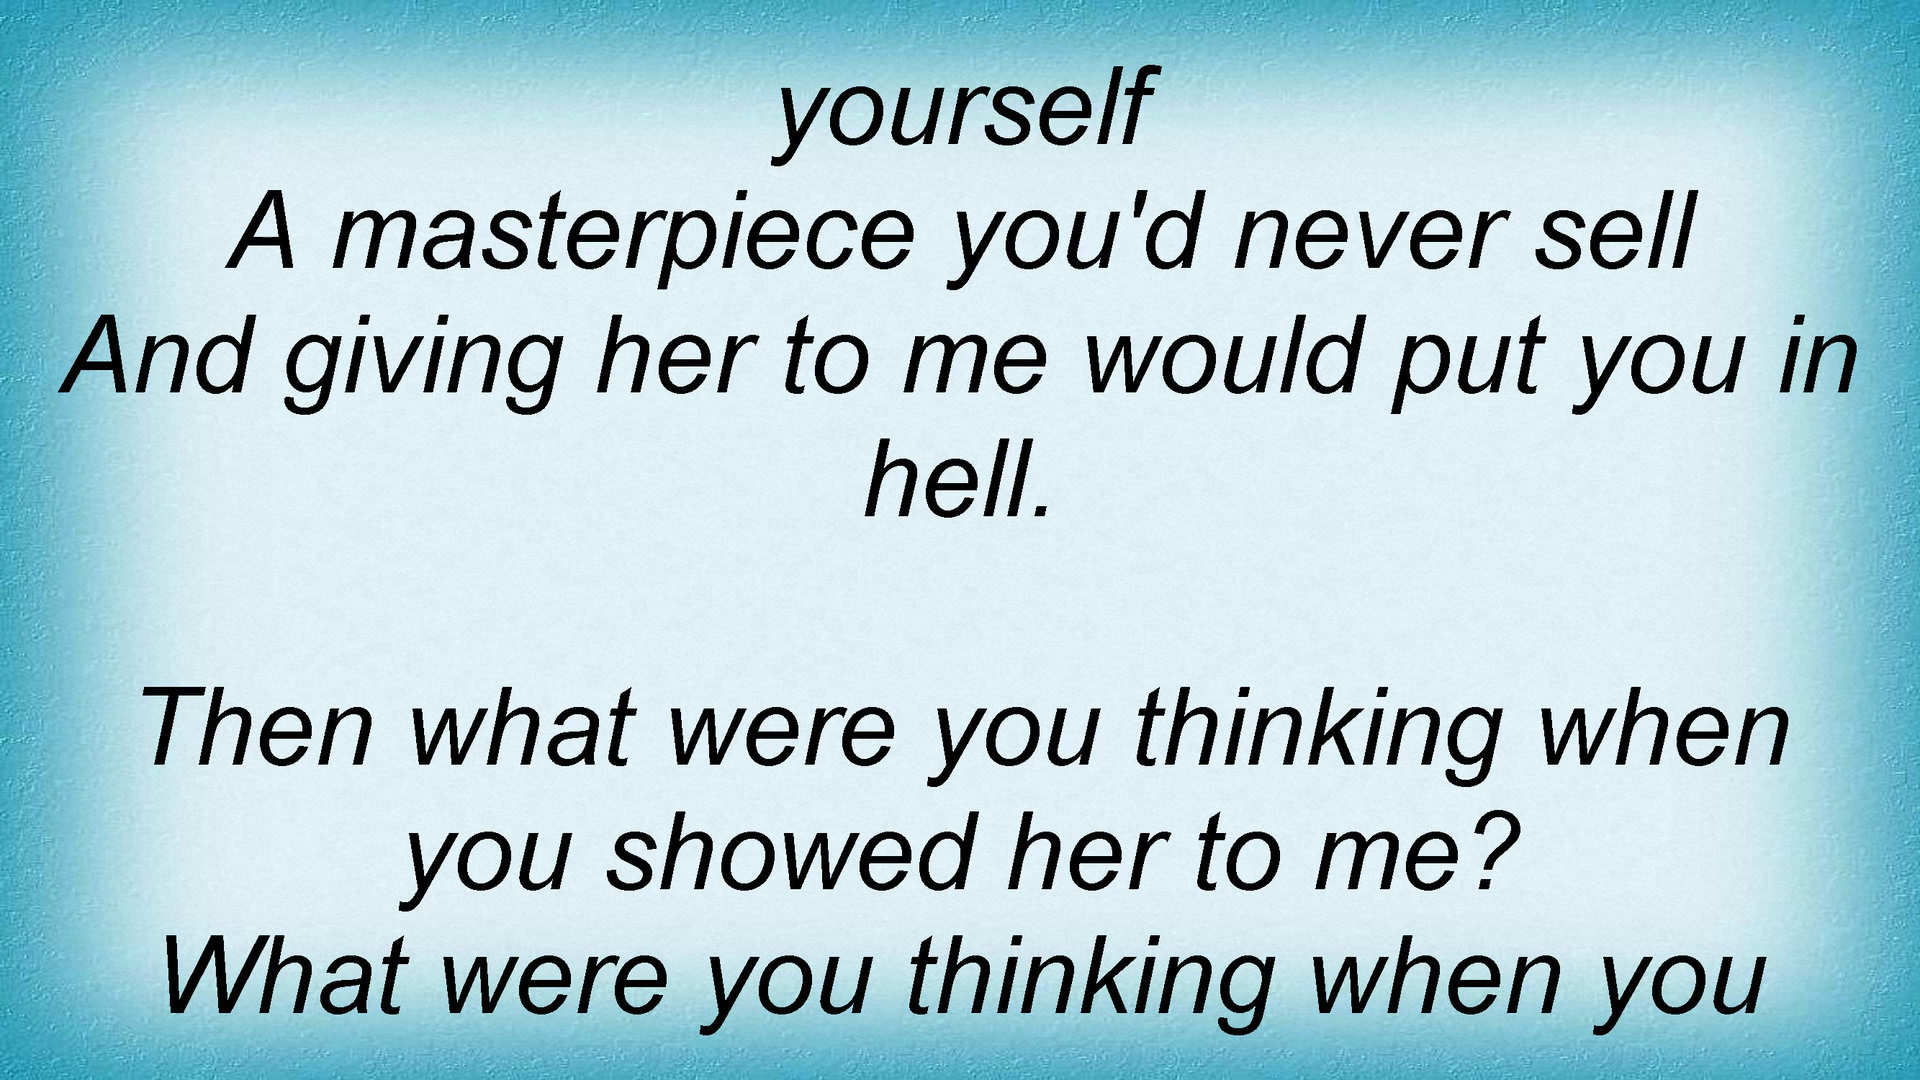 yourself
A masterpiece you'd never sell
And giving her to me would put you in
hell.
Then what were you thinking when
you showed her to me?
What were you thinking when you